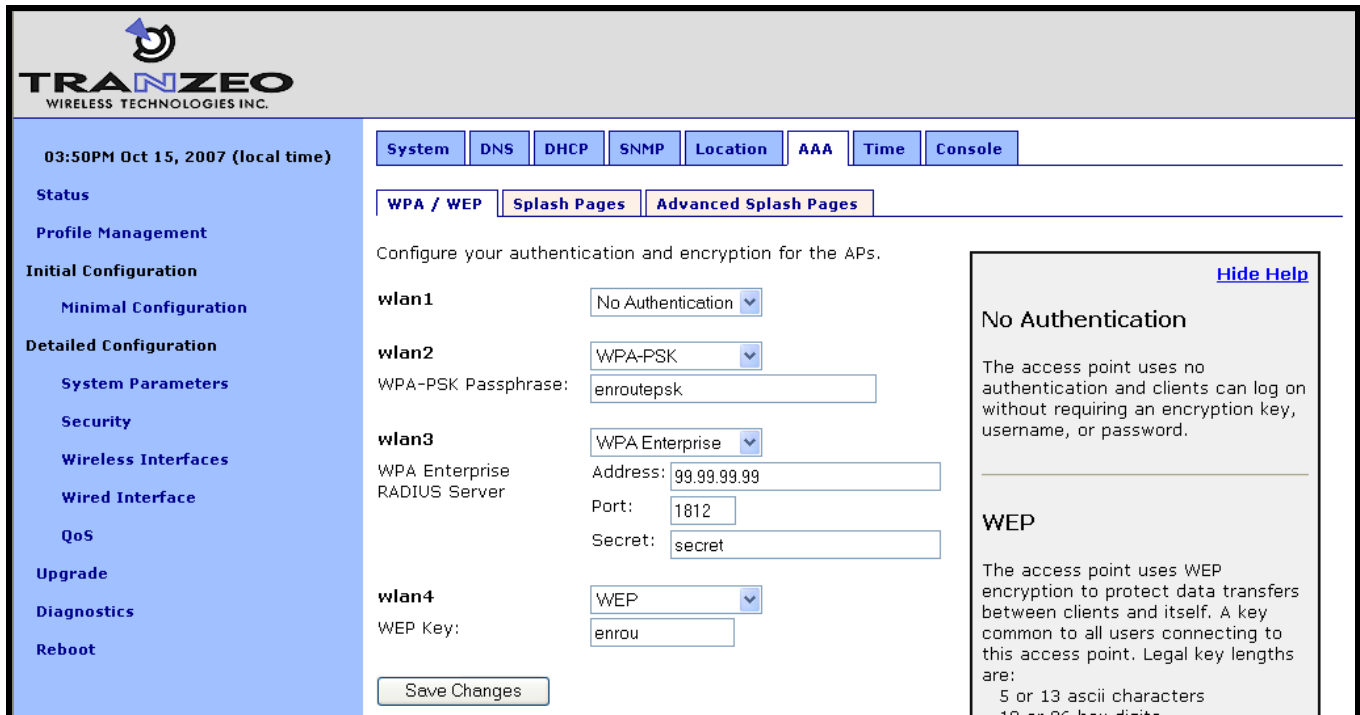 TRANZEO
WIRELESS TECHNOLOGIES INC.
03:50PM Oct 15, 2007 (local time)
Status
Profile Management
Initial Configuration
Minimal Configuration
Detailed Configuration
System Parameters
Security
Wireless Interfaces
Wired Interface
QoS
Upgrade
Diagnostics
Reboot
System DNS DHCP SNMP Location AAA Time Console
WPA / WEP Splash Pages Advanced Splash Pages
Configure your authentication and encryption for the APs.
wlan1 No Authentication
wlan2 WPA-PSK
WPA-PSK Passphrase: enroutepsk
wlan3 WPA Enterprise
WPA Enterprise
RADIUS Server
Address: 99.99.99.99
Port: 1812
Secret: secret
wlan4 WEP
WEP Key: enrou
Save Changes
Hide Help
No Authentication
The access point uses no
authentication and clients can log on
without requiring an encryption key,
username, or password.
WEP
The access point uses WEP
encryption to protect data transfers
between clients and itself. A key
common to all users connecting to
this access point. Legal key lengths
are:
5 or 13 ascii characters